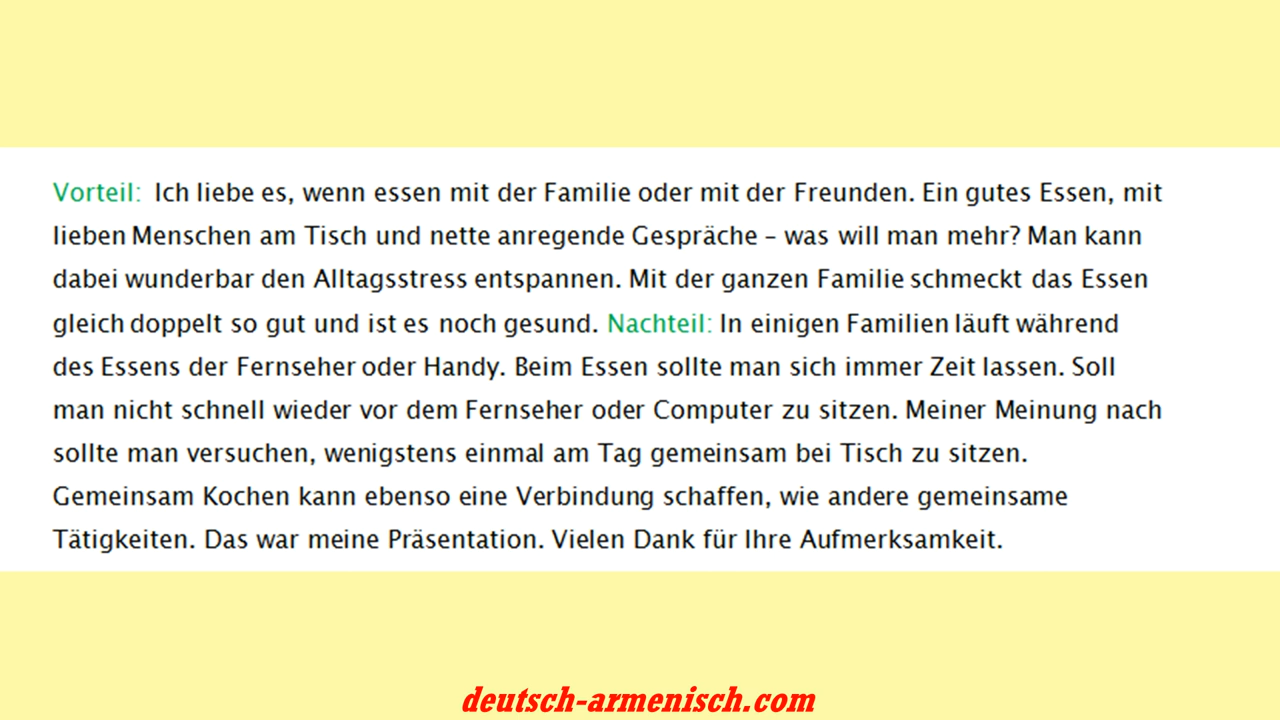 Vorteil: Ich liebe es, wenn essen mit der Familie oder mit der Freunden. Ein gutes Essen, mit
lieben Menschen am Tisch und nette anregende Gespräche – was will man mehr? Man kann
dabei wunderbar den Alltagsstress entspannen. Mit der ganzen Familie schmeckt das Essen
gleich doppelt so gut und ist es noch gesund. Nachteil: In einigen Familien läuft während
des Essens der Fernseher oder Handy. Beim Essen sollte man sich immer Zeit lassen. Soll
man nicht schnell wieder vor dem Fernseher oder Computer zu sitzen. Meiner Meinung nach
sollte man versuchen, wenigstens einmal am Tag gemeinsam bei Tisch zu sitzen.
Gemeinsam Kochen kann ebenso eine Verbindung schaffen, wie andere gemeinsame
Tätigkeiten. Das war meine Präsentation. Vielen Dank für Ihre Aufmerksamkeit.
deutsch-armenisch.com